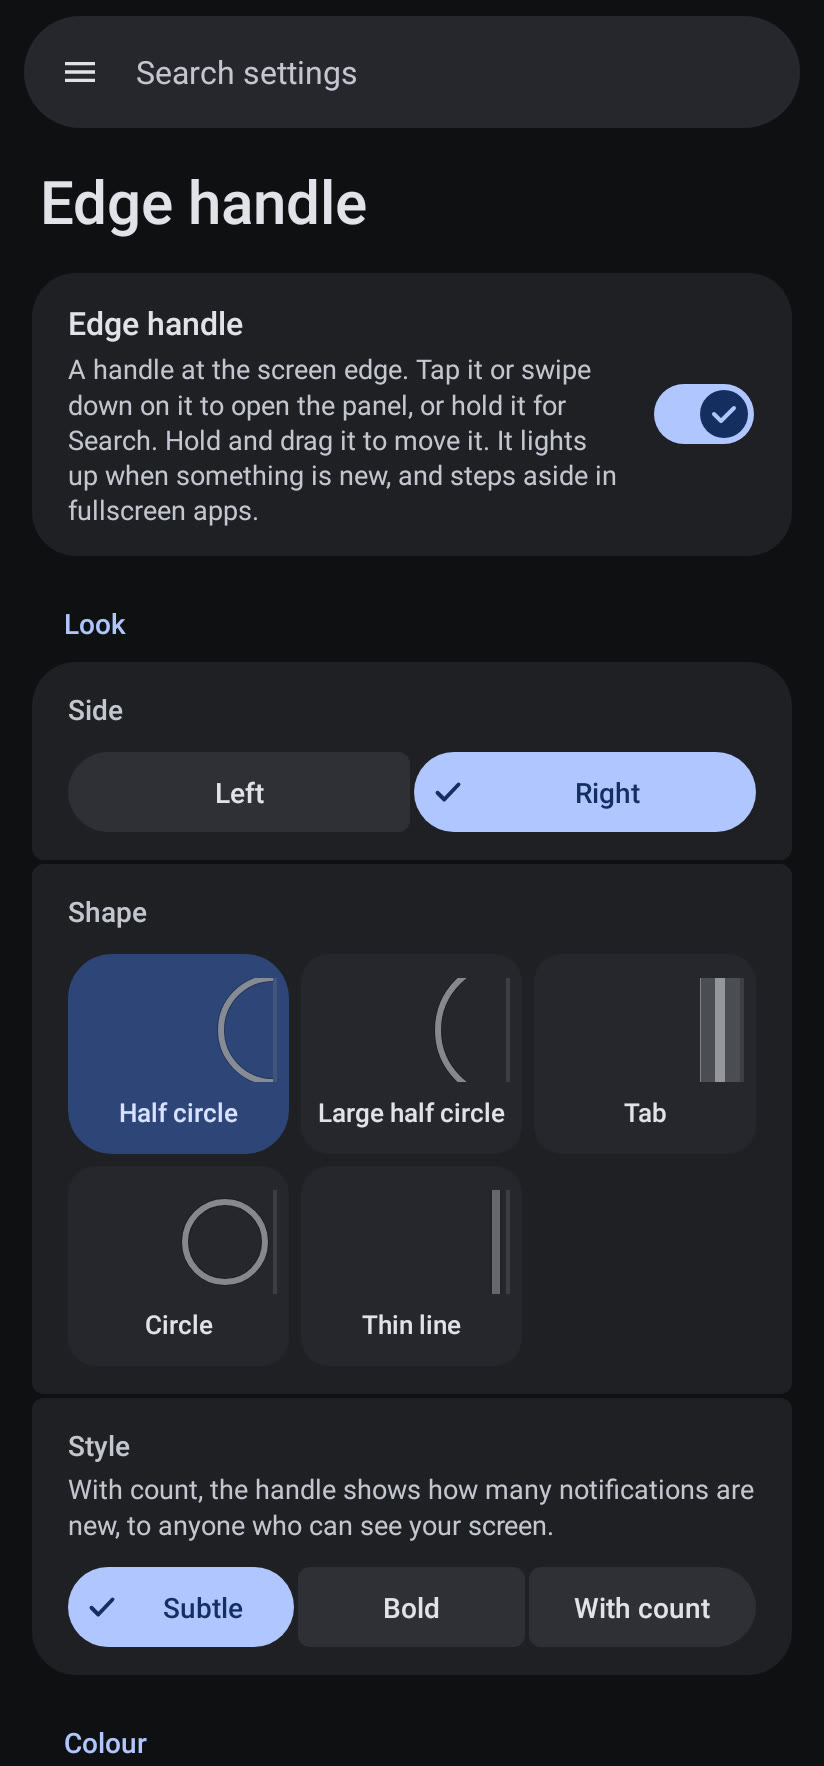 Search settings
Edge handle
Edge handle
A handle at the screen edge. Tap it or swipe
down on it to open the panel, or hold it for
Search. Hold and drag it to move it. It lights
up when something is new, and steps aside in
fullscreen apps.
Look
Side
Left
Right
Shape
Half circle
Large half circle
Tab
Circle
Thin line
Style
With count, the handle shows how many notifications are
new, to anyone who can see your screen.
Subtle
Bold
With count
Colour